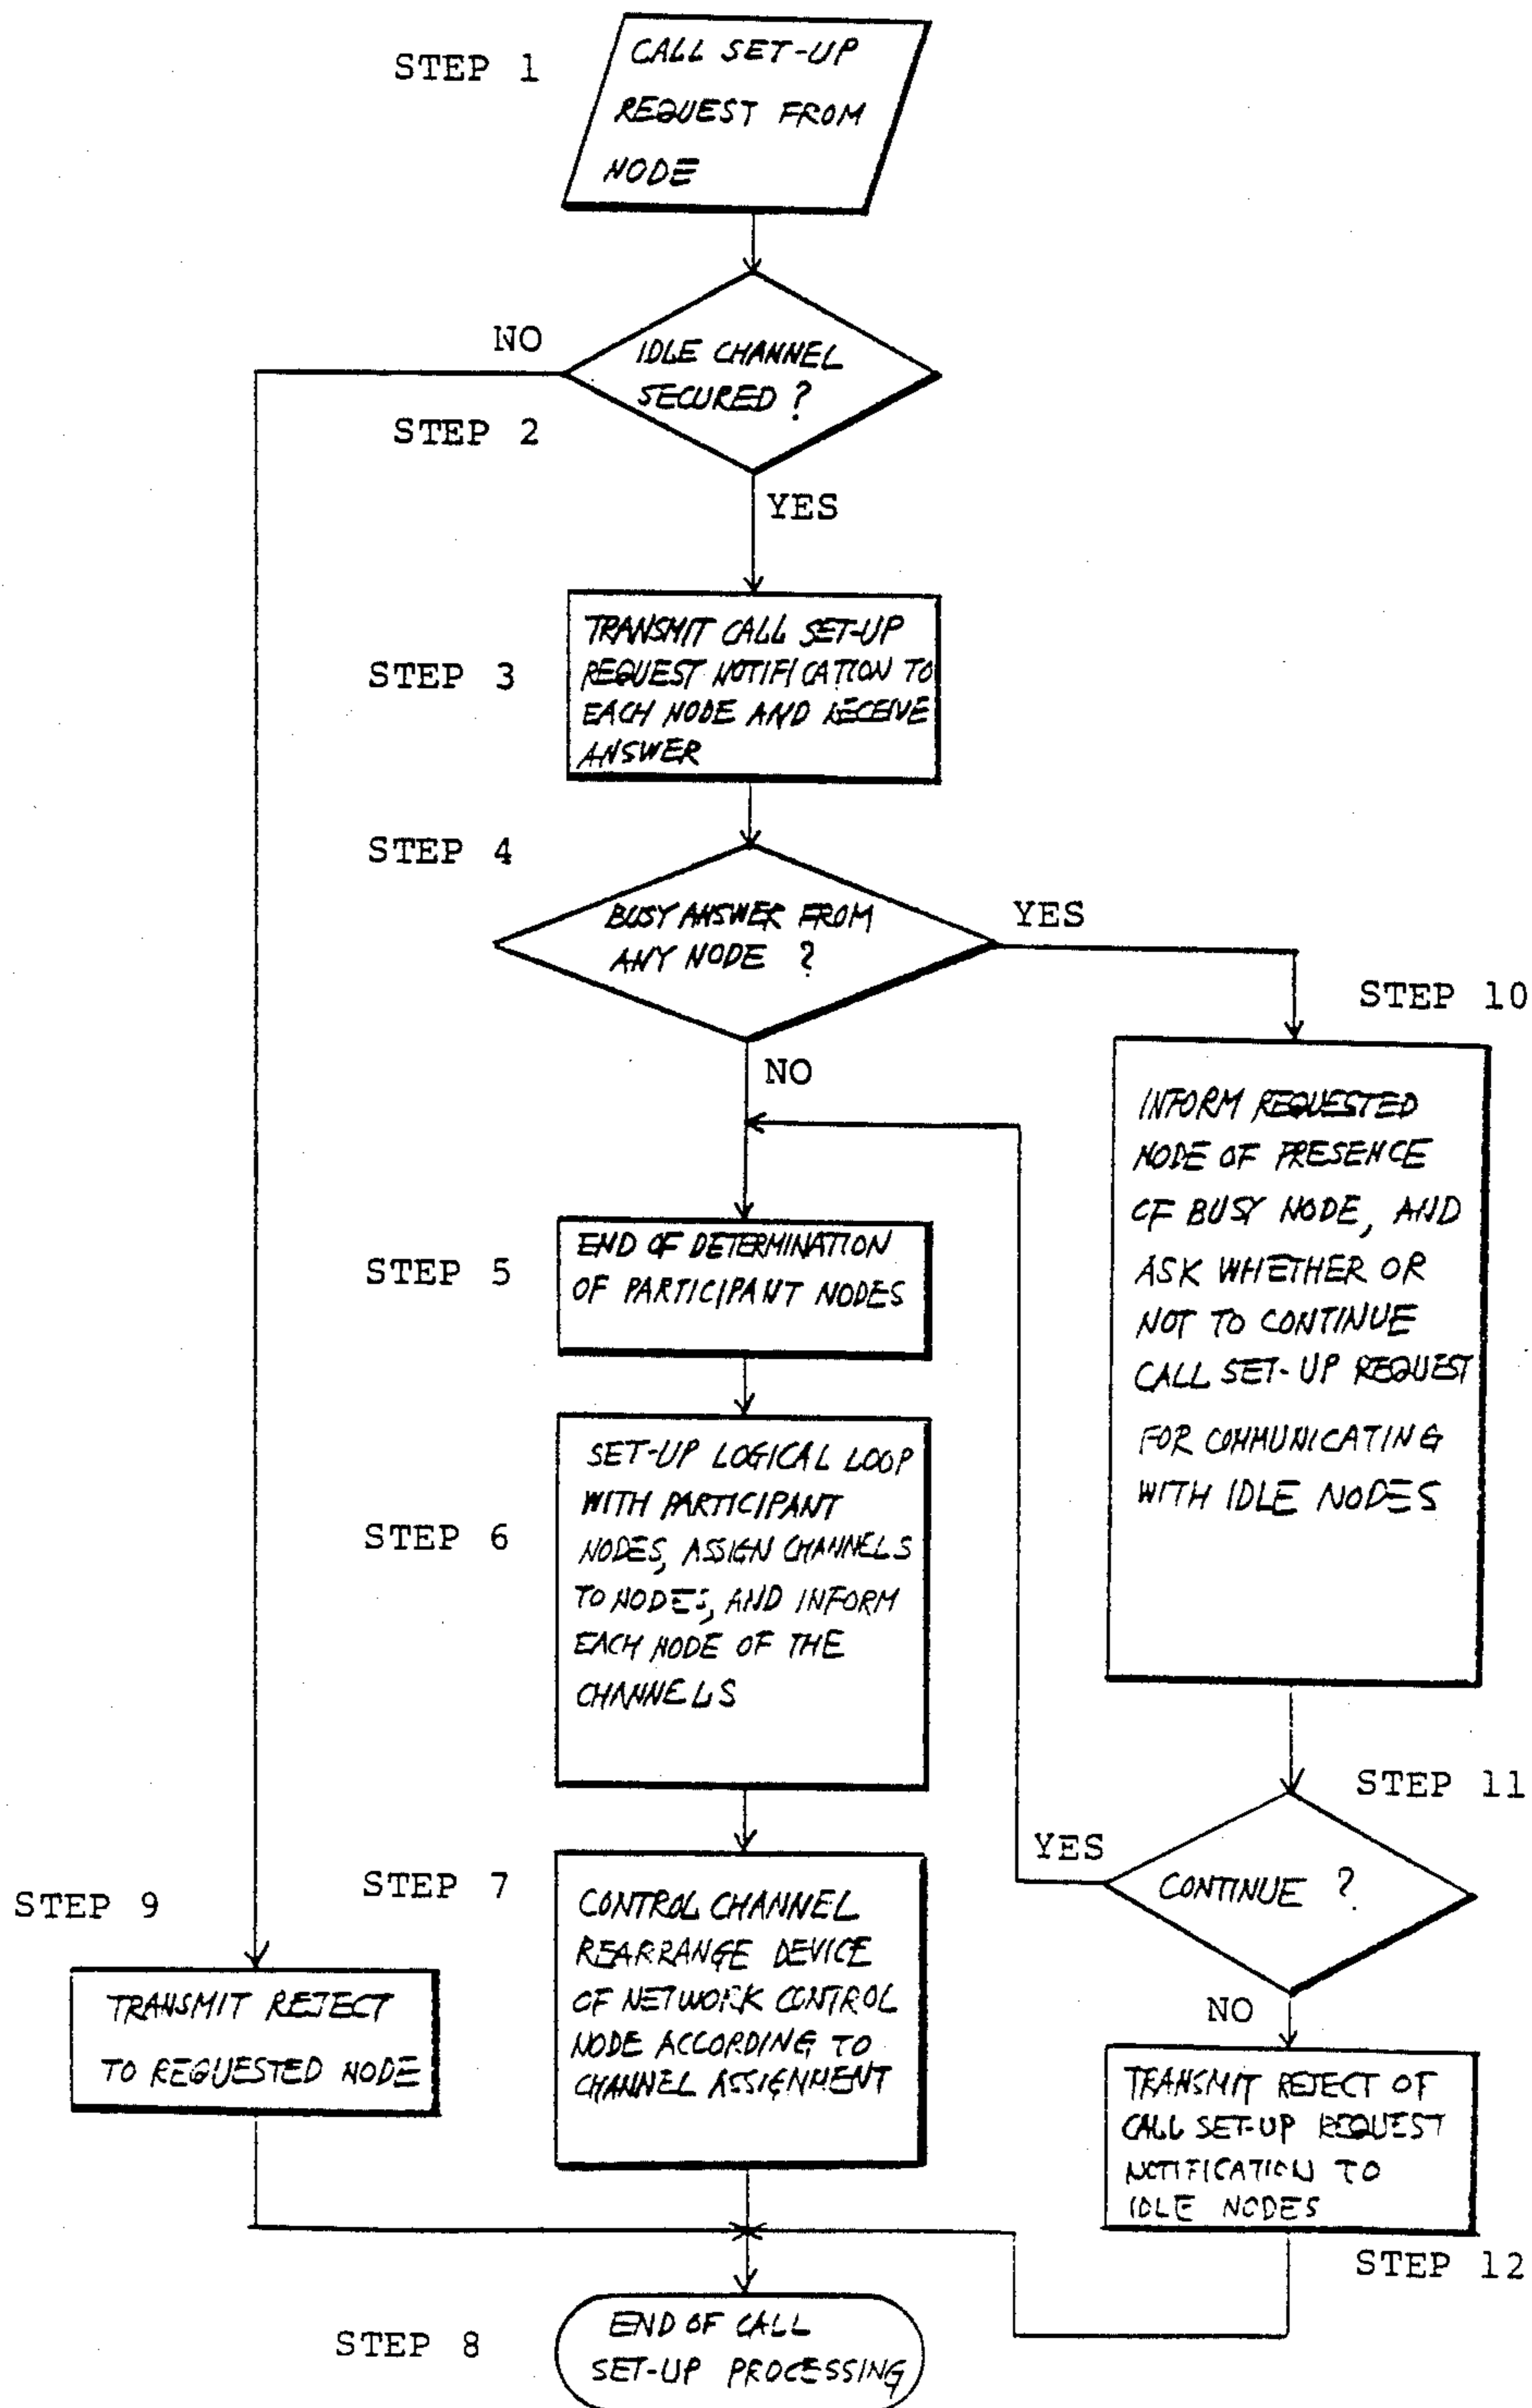 STEP 1
CALL SET-UP
REQUEST FROM
NODE
NO
IDLE CHANNEL
SECURED ?
STEP 2
YES
STEP 3
TRANSMIT CALL SET-UP
REQUEST NOTIFICATION TO
EACH NODE AND RECEIVE
ANSWER
STEP 4
BUSY ANSWER FROM
ANY NODE ?
YES
NO
STEP 10
INFORM REQUESTED
NODE OF PRESENCE
OF BUSY NODE, AND
ASK WHETHER OR
NOT TO CONTINUE
CALL SET-UP REQUEST
FOR COMMUNICATING
WITH IDLE NODES
STEP 5
END OF DETERMINATION
OF PARTICIPANT NODES
STEP 6
SET-UP LOGICAL LOOP
WITH PARTICIPANT
NODES, ASSIGN CHANNELS
TO NODES, AND INFORM
EACH NODE OF THE
CHANNELS
STEP 11
YES
CONTINUE ?
NO
STEP 7
CONTROL CHANNEL
REARRANGE DEVICE
OF NETWORK CONTROL
NODE ACCORDING TO
CHANNEL ASSIGNMENT
STEP 9
TRANSMIT REJECT
TO REQUESTED NODE
TRANSMIT REJECT OF
CALL SET-UP REQUEST
NOTIFICATION TO
IDLE NODES
STEP 12
STEP 8
END OF CALL
SET-UP PROCESSING